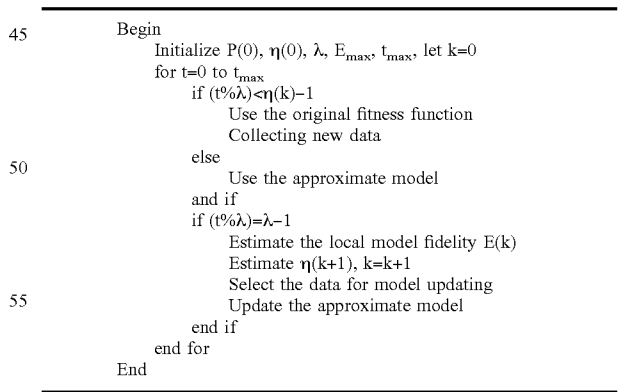 45 Begin
Initialize P(0), η(0), λ, E_max, t_max, let k=0
for t=0 to t_max
if (t%λ)<η(k)−1
Use the original fitness function
Collecting new data
else
50 Use the approximate model
and if
if (t%λ)=λ−1
Estimate the local model fidelity E(k)
Estimate η(k+1), k=k+1
Select the data for model updating
55 Update the approximate model
end if
end for
End